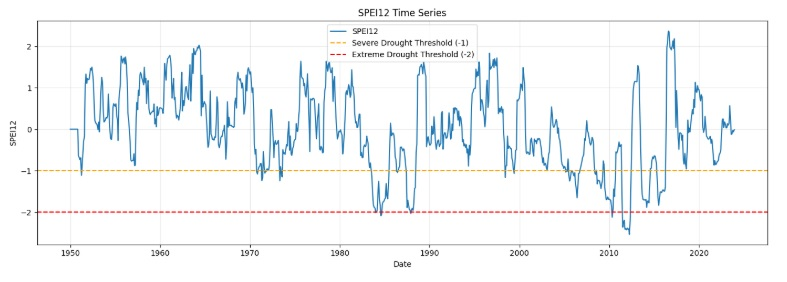 SPEI12 Time Series
SPEI12
Severe Drought Threshold (-1)
Extreme Drought Threshold (-2)
SPEI12
2
1
0
−1
−2
1950 1960 1970 1980 1990 2000 2010 2020
Date